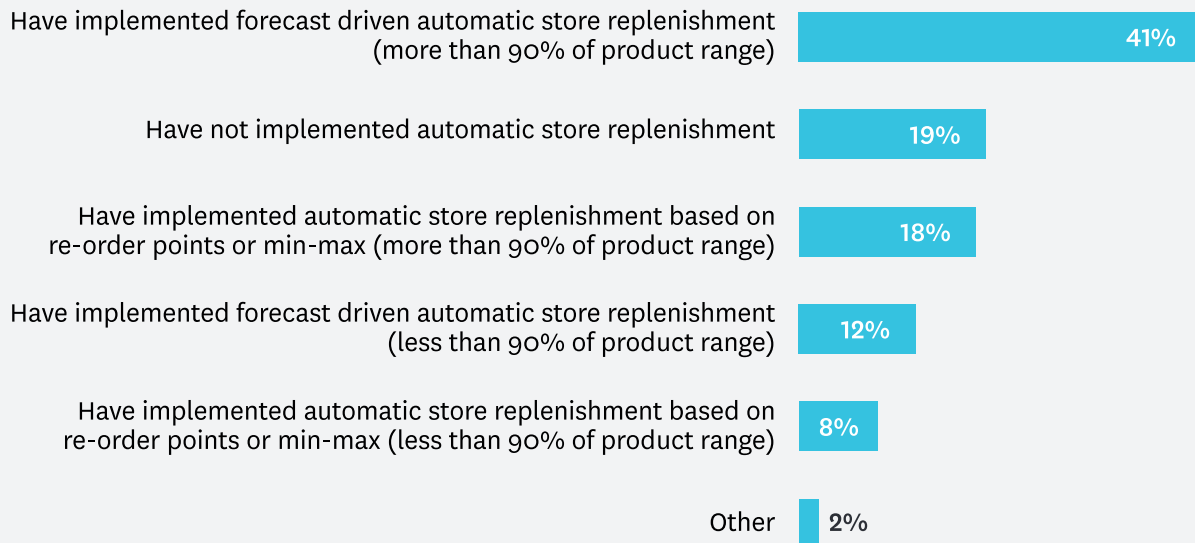 Have implemented forecast driven automatic store replenishment
(more than 90% of product range)
41%
Have not implemented automatic store replenishment
19%
Have implemented automatic store replenishment based on
re-order points or min-max (more than 90% of product range)
18%
Have implemented forecast driven automatic store replenishment
(less than 90% of product range)
12%
Have implemented automatic store replenishment based on
re-order points or min-max (less than 90% of product range)
8%
Other
2%